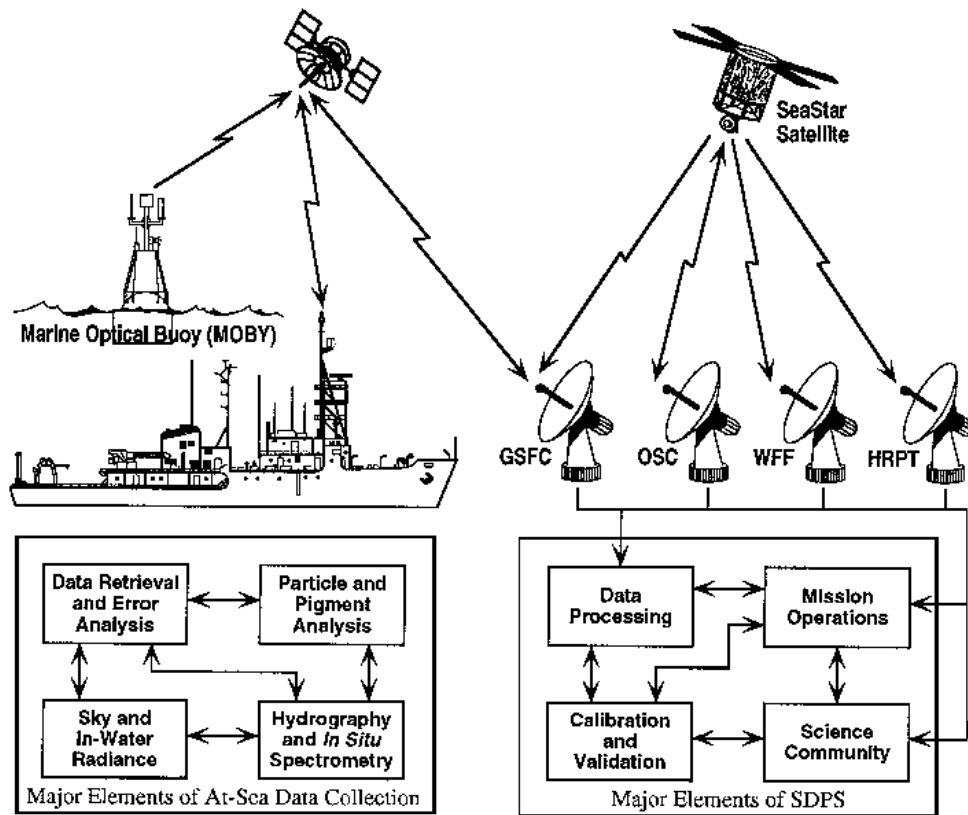 SeaStar
Satellite
Marine Optical Buoy (MOBY)
GSFC
OSC
WFF
HRPT
Data Retrieval
and Error
Analysis
Particle and
Pigment
Analysis
Sky and
In-Water
Radiance
Hydrography
and In Situ
Spectrometry
Major Elements of At-Sea Data Collection
Data
Processing
Mission
Operations
Calibration
and
Validation
Science
Community
Major Elements of SDPS